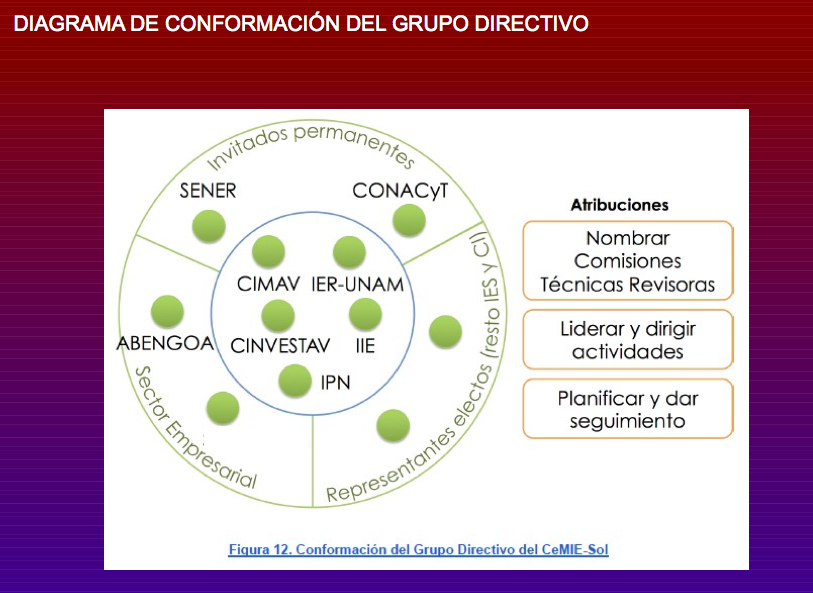 DIAGRAMA DE CONFORMACIÓN DEL GRUPO DIRECTIVO
Invitados permanentes
SENER
CONACyT
CIMAV
IER-UNAM
CINVESTAV
IIE
IPN
ABENGOA
Sector Empresarial
Representantes electos (resto IES y CI)
Atribuciones
Nombrar
Comisiones
Técnicas Revisoras
Liderar y dirigir
actividades
Planificar y dar
seguimiento
Figura 12. Conformación del Grupo Directivo del CeMIE-Sol